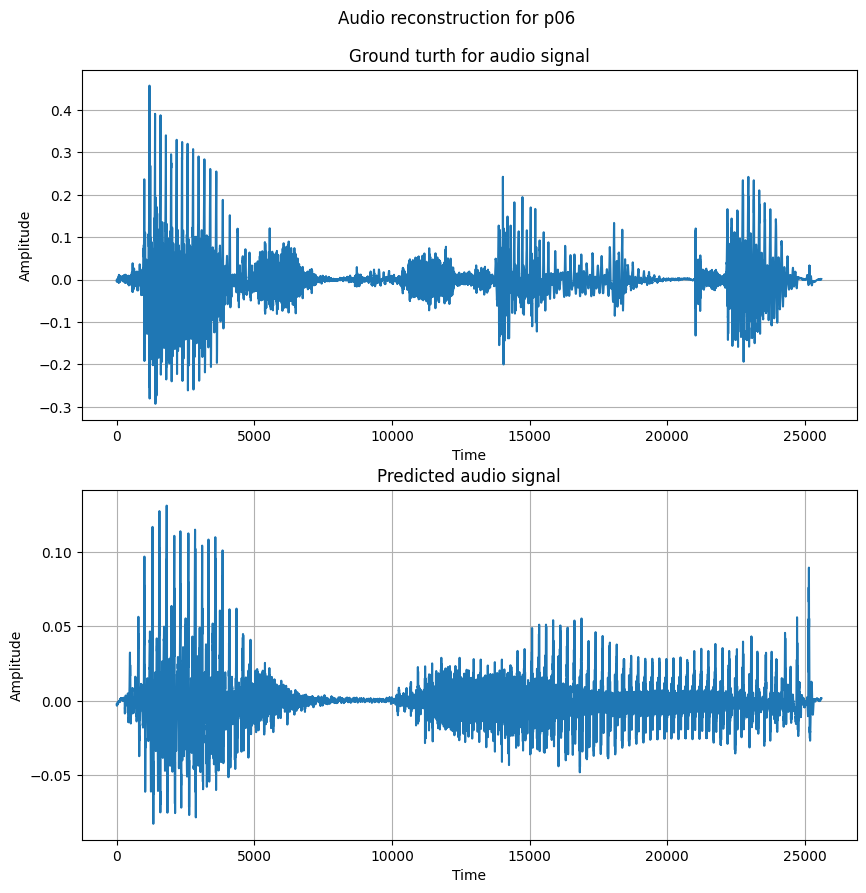 Audio reconstruction for p06
Ground turth for audio signal
0.4
0.3
0.2
0.1
0.0
−0.1
−0.2
−0.3
Amplitude
0 5000 10000 15000 20000 25000
Time
Predicted audio signal
0.10
0.05
0.00
−0.05
Amplitude
0 5000 10000 15000 20000 25000
Time